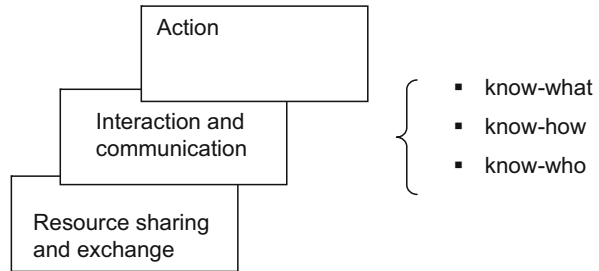 Action
Interaction and
communication
Resource sharing
and exchange
▪ know-what
▪ know-how
▪ know-who